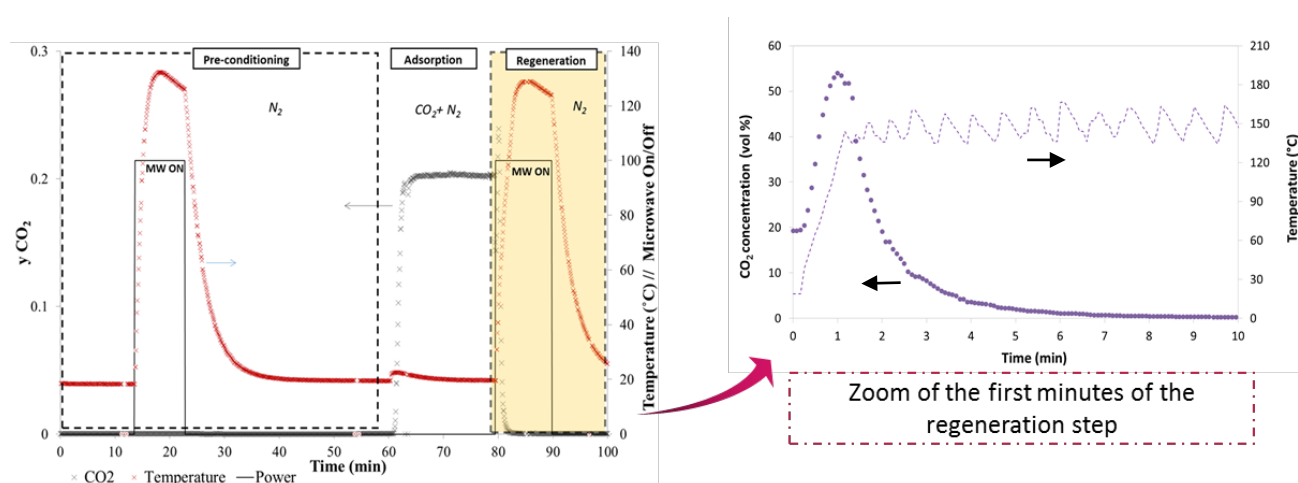 0.3
0.2
0.1
0
y CO2
Pre-conditioning
Adsorption
Regeneration
N2
CO2+ N2
N2
MW ON
MW ON
140
120
100
80
60
40
20
0
Temperature (˚C) // Microwave On/Off
0 10 20 30 40 50 60 70 80 90 100
Time (min)
× CO2 × Temperature —Power
60
50
40
30
20
10
0
CO2 concentration (vol %)
210
180
150
120
90
60
30
0
Temperature (°C)
0 1 2 3 4 5 6 7 8 9 10
Time (min)
Zoom of the first minutes of the
regeneration step